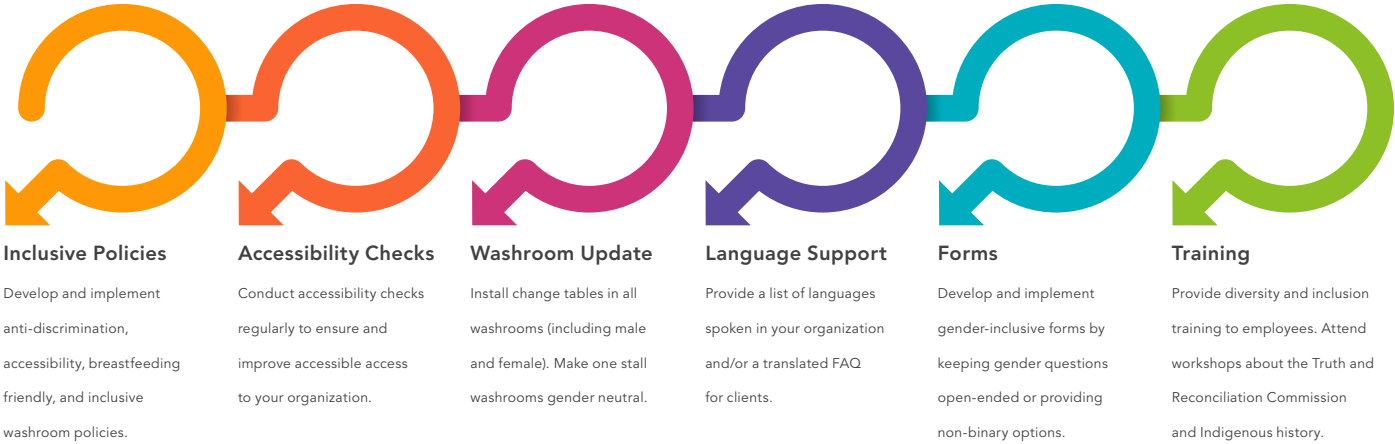 Inclusive Policies
Develop and implement
anti-discrimination,
accessibility, breastfeeding
friendly, and inclusive
washroom policies.
Accessibility Checks
Conduct accessibility checks
regularly to ensure and
improve accessible access
to your organization.
Washroom Update
Install change tables in all
washrooms (including male
and female). Make one stall
washrooms gender neutral.
Language Support
Provide a list of languages
spoken in your organization
and/or a translated FAQ
for clients.
Forms
Develop and implement
gender-inclusive forms by
keeping gender questions
open-ended or providing
non-binary options.
Training
Provide diversity and inclusion
training to employees. Attend
workshops about the Truth and
Reconciliation Commission
and Indigenous history.